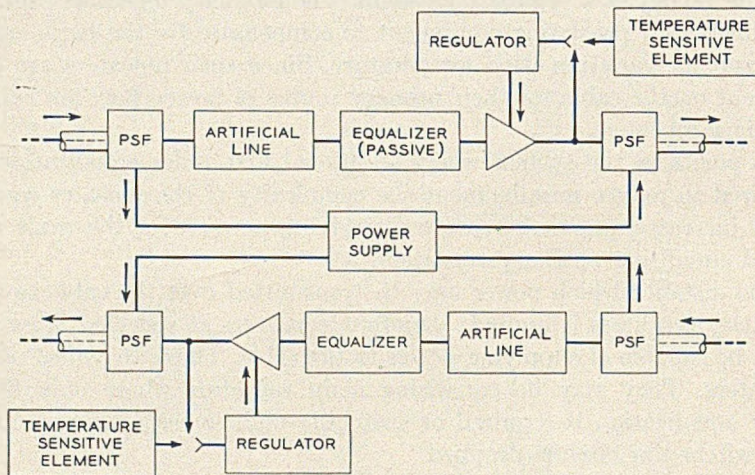 REGULATOR
TEMPERATURE
SENSITIVE
ELEMENT
PSF
ARTIFICIAL
LINE
EQUALIZER
(PASSIVE)
PSF
POWER
SUPPLY
PSF
EQUALIZER
ARTIFICIAL
LINE
PSF
TEMPERATURE
SENSITIVE
ELEMENT
REGULATOR